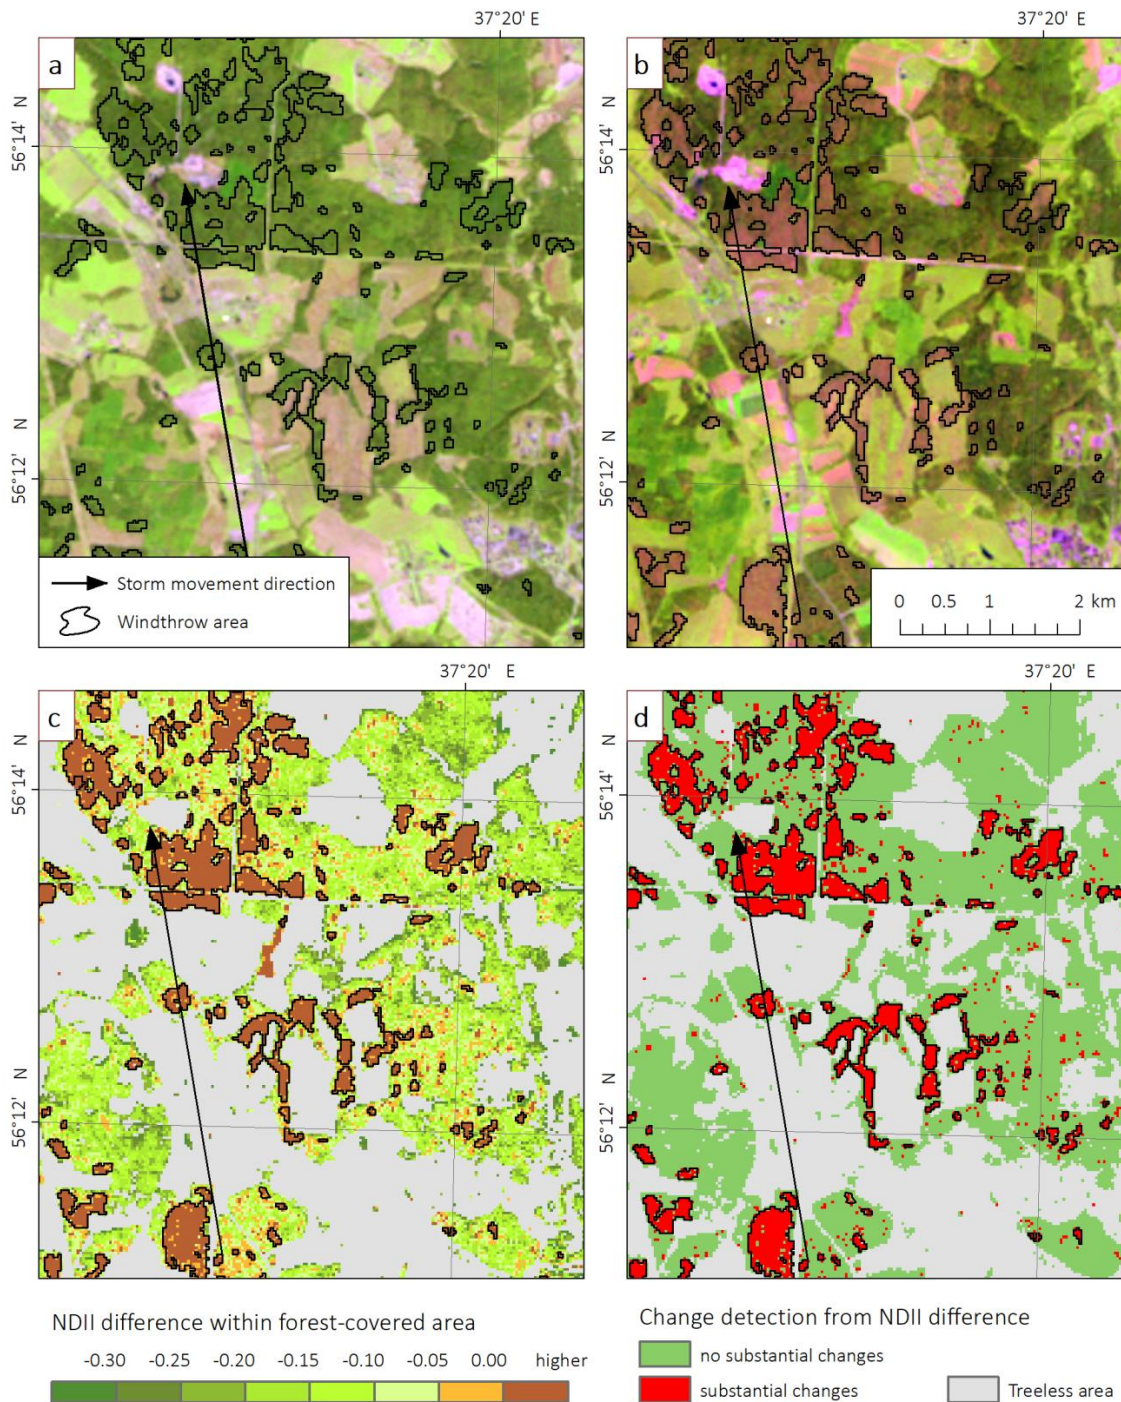 37°20' E
37°20' E
a
b
56°14' N
56°14' N
56°12' N
56°12' N
Storm movement direction
Windthrow area
0 0.5 1 2 km
37°20' E
37°20' E
c
d
56°14' N
56°14' N
56°12' N
56°12' N
NDII difference within forest-covered area
-0.30 -0.25 -0.20 -0.15 -0.10 -0.05 0.00 higher
Change detection from NDII difference
no substantial changes
substantial changes
Treeless area